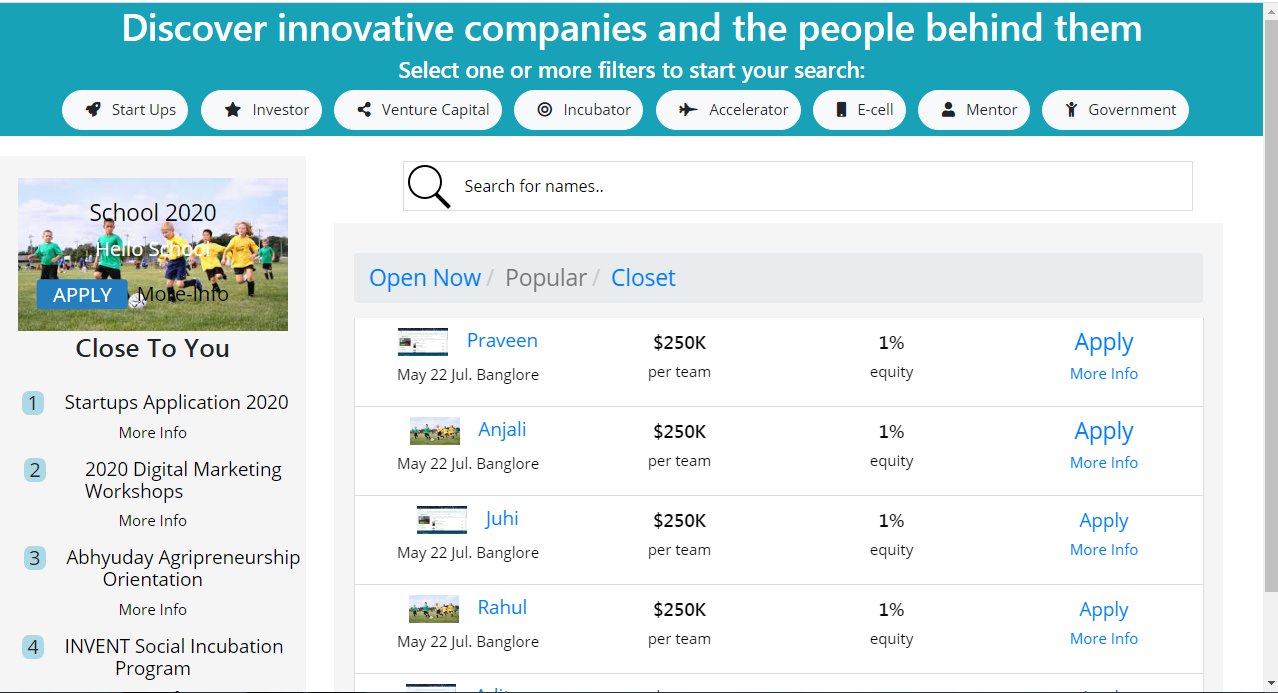 Discover innovative companies and the people behind them
Select one or more filters to start your search:
Start Ups Investor Venture Capital Incubator Accelerator E-cell Mentor Government
School 2020
Hello School
APPLY More-Info
Close To You
1 Startups Application 2020
More Info
2 2020 Digital Marketing
Workshops
More Info
3 Abhyuday Agripreneurship
Orientation
More Info
4 INVENT Social Incubation
Program
Search for names..
Open Now / Popular / Closet
Praveen $250K 1% Apply
May 22 Jul. Banglore per team equity More Info
Anjali $250K 1% Apply
May 22 Jul. Banglore per team equity More Info
Juhi $250K 1% Apply
May 22 Jul. Banglore per team equity More Info
Rahul $250K 1% Apply
May 22 Jul. Banglore per team equity More Info